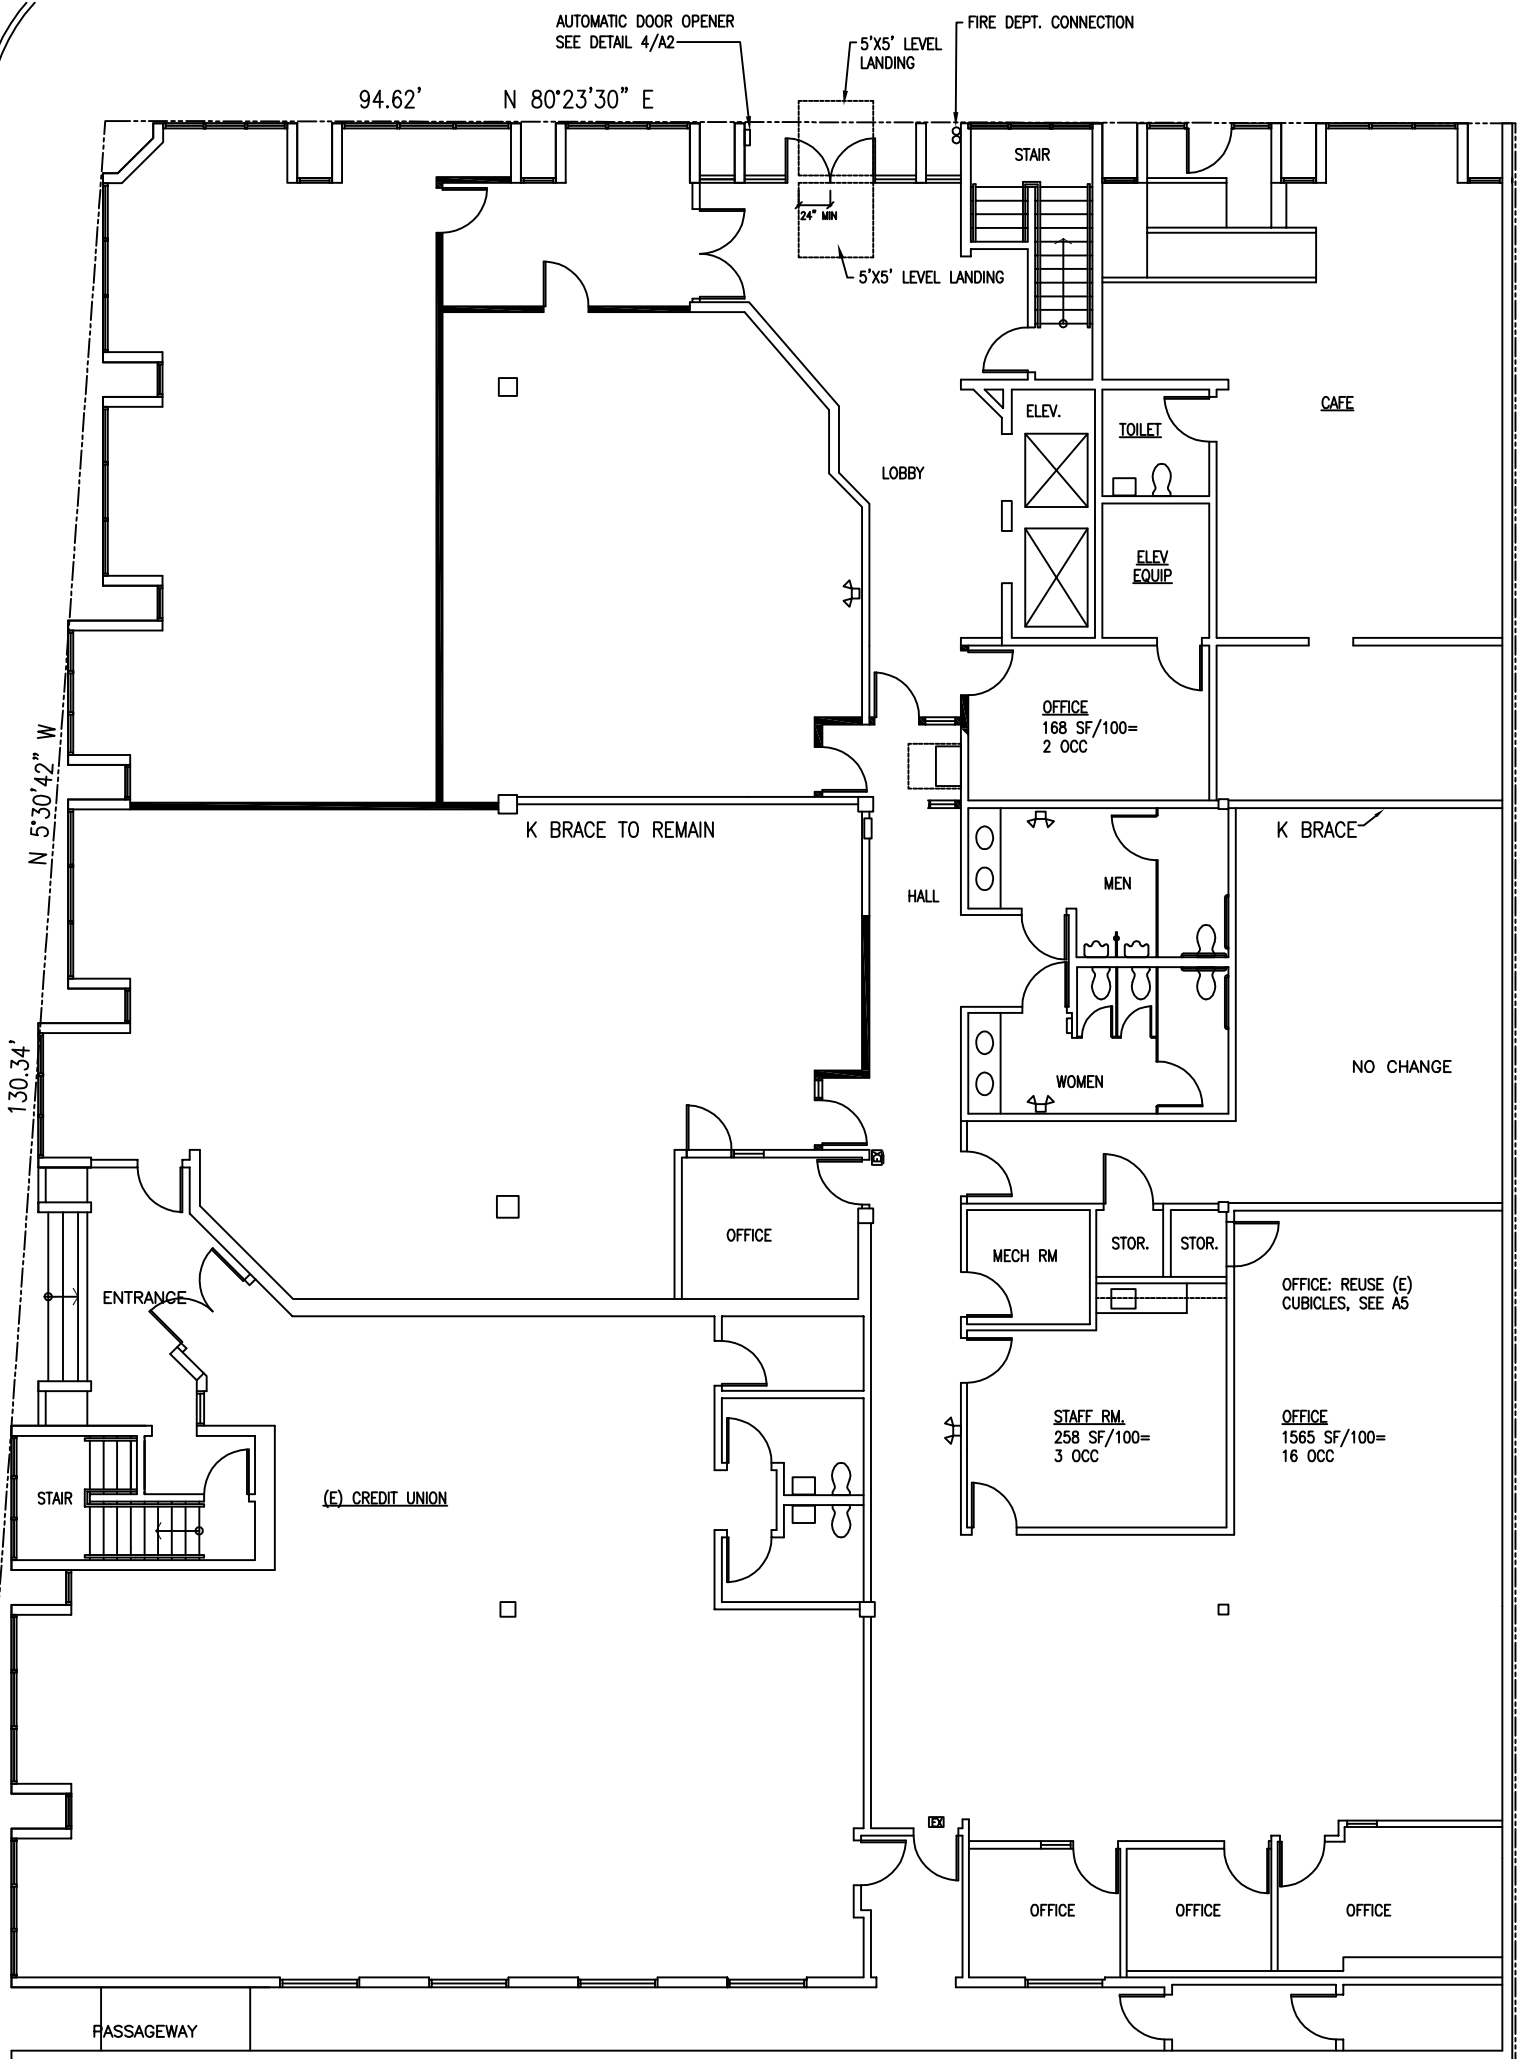 AUTOMATIC DOOR OPENER
SEE DETAIL 4/A2
5'X5' LEVEL
LANDING
FIRE DEPT. CONNECTION
94.62'
N 80°23'30" E
STAIR
24" MIN
5'X5' LEVEL LANDING
ELEV.
TOILET
CAFE
LOBBY
ELEV
EQUIP
OFFICE
168 SF/100=
2 OCC
N 5°30'42" W
130.34'
K BRACE TO REMAIN
K BRACE
MEN
HALL
NO CHANGE
WOMEN
EX
OFFICE
MECH RM
STOR.
STOR.
ENTRANCE
OFFICE: REUSE (E)
CUBICLES, SEE A5
STAFF RM.
258 SF/100=
3 OCC
OFFICE
1565 SF/100=
16 OCC
STAIR
(E) CREDIT UNION
EX
OFFICE
OFFICE
OFFICE
PASSAGEWAY